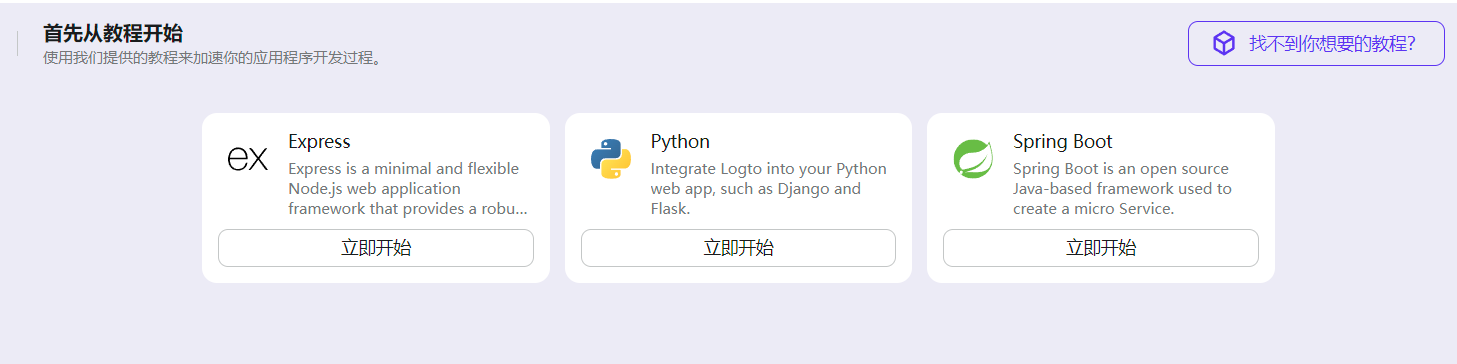 首先从教程开始
使用我们提供的教程来加速你的应用程序开发过程。
找不到你想要的教程？
ex
Express
Express is a minimal and flexible
Node.js web application
framework that provides a robu...
立即开始
Python
Integrate Logto into your Python
web app, such as Django and
Flask.
立即开始
Spring Boot
Spring Boot is an open source
Java-based framework used to
create a micro Service.
立即开始